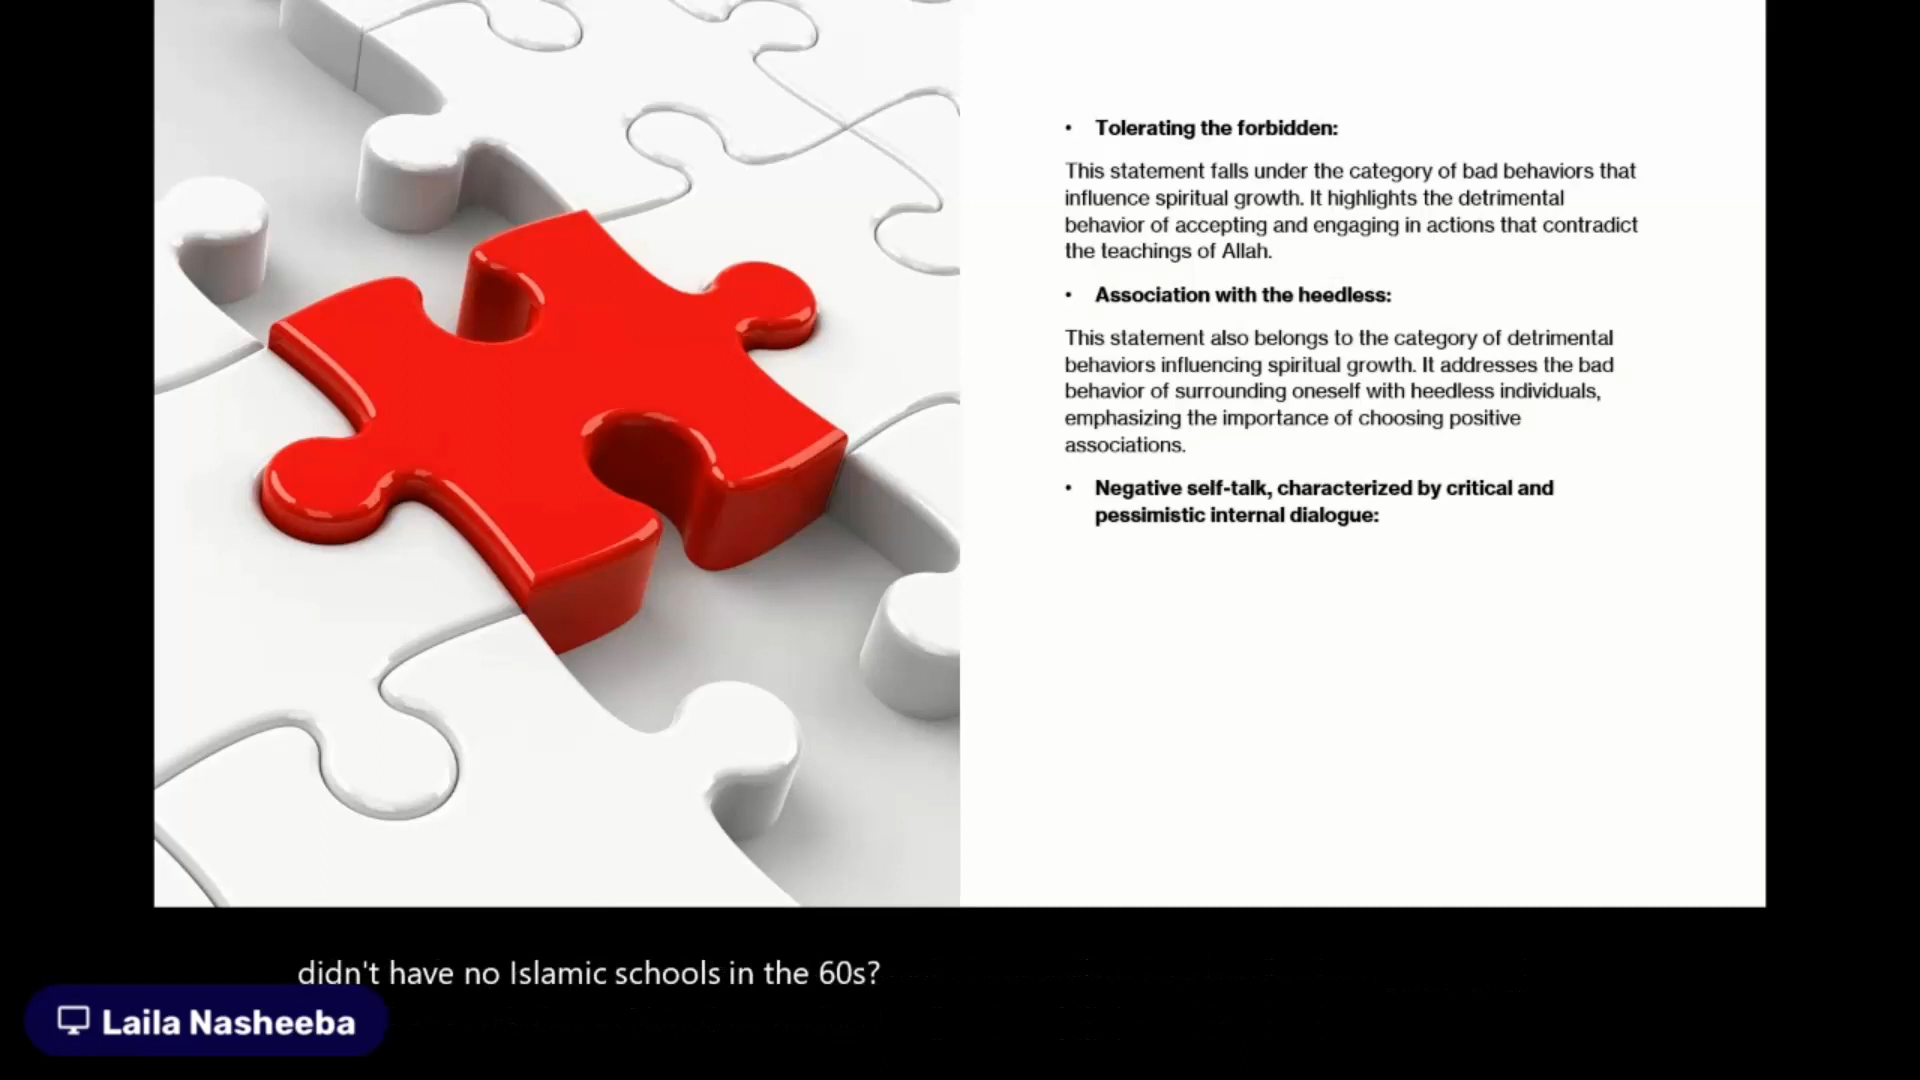 • Tolerating the forbidden:
This statement falls under the category of bad behaviors that
influence spiritual growth. It highlights the detrimental
behavior of accepting and engaging in actions that contradict
the teachings of Allah.
• Association with the heedless:
This statement also belongs to the category of detrimental
behaviors influencing spiritual growth. It addresses the bad
behavior of surrounding oneself with heedless individuals,
emphasizing the importance of choosing positive
associations.
• Negative self-talk, characterized by critical and
pessimistic internal dialogue:
didn't have no Islamic schools in the 60s?
Laila Nasheeba